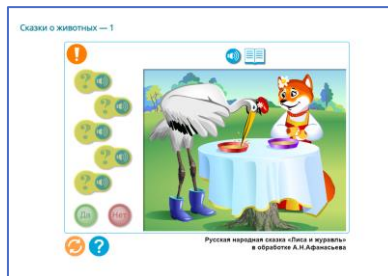 Сказки о животных — 1
Да
Нет
Русская народная сказка «Лиса и журавль»
в обработке А.Н.Афанасьева